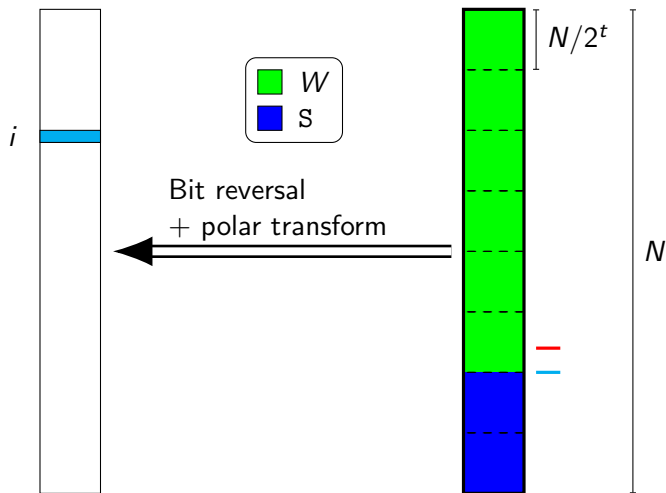 N/2^t
W
S
i
Bit reversal
+ polar transform
N